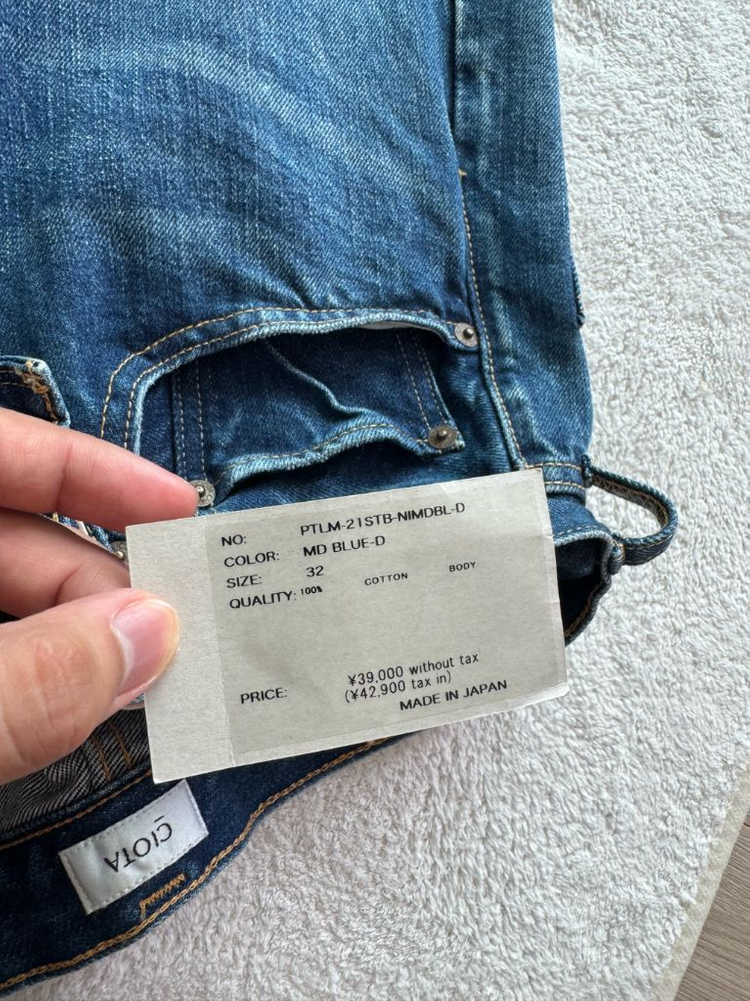 NO: PTLM-21STB-NIMDBL-D
COLOR: MD BLUE-D
SIZE: 32
QUALITY: 100% COTTON BODY
PRICE: ¥39,000 without tax
(¥42,900 tax in)
MADE IN JAPAN
CIOTA